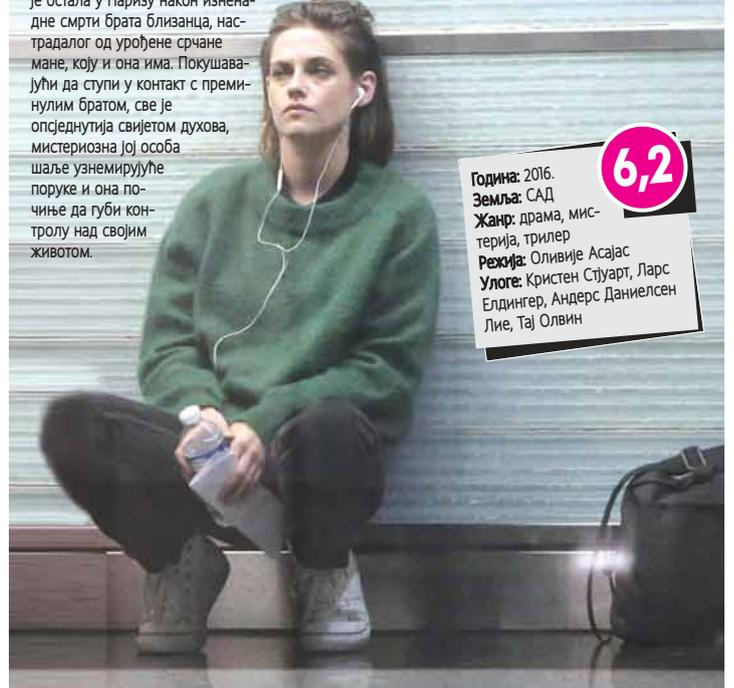 је остала у Паризу након изнена-
дне смрти брата близанца, нас-
традалог од урођене срчане
мане, коју и она има. Покушава-
јући да ступи у контакт с преми-
нулим братом, све је
опсједнутија свијетом духова,
мистериозна јој особа
шаље узнемирујуће
поруке и она по-
чиње да губи кон-
тролу над својим
животом.
6,2
Година: 2016.
Земља: САД
Жанр: драма, мис-
терија, трилер
Режија: Оливије Асајас
Улоге: Кристен Стјуарт, Ларс
Елдингер, Андерс Даниелсен
Лие, Тај Олвин